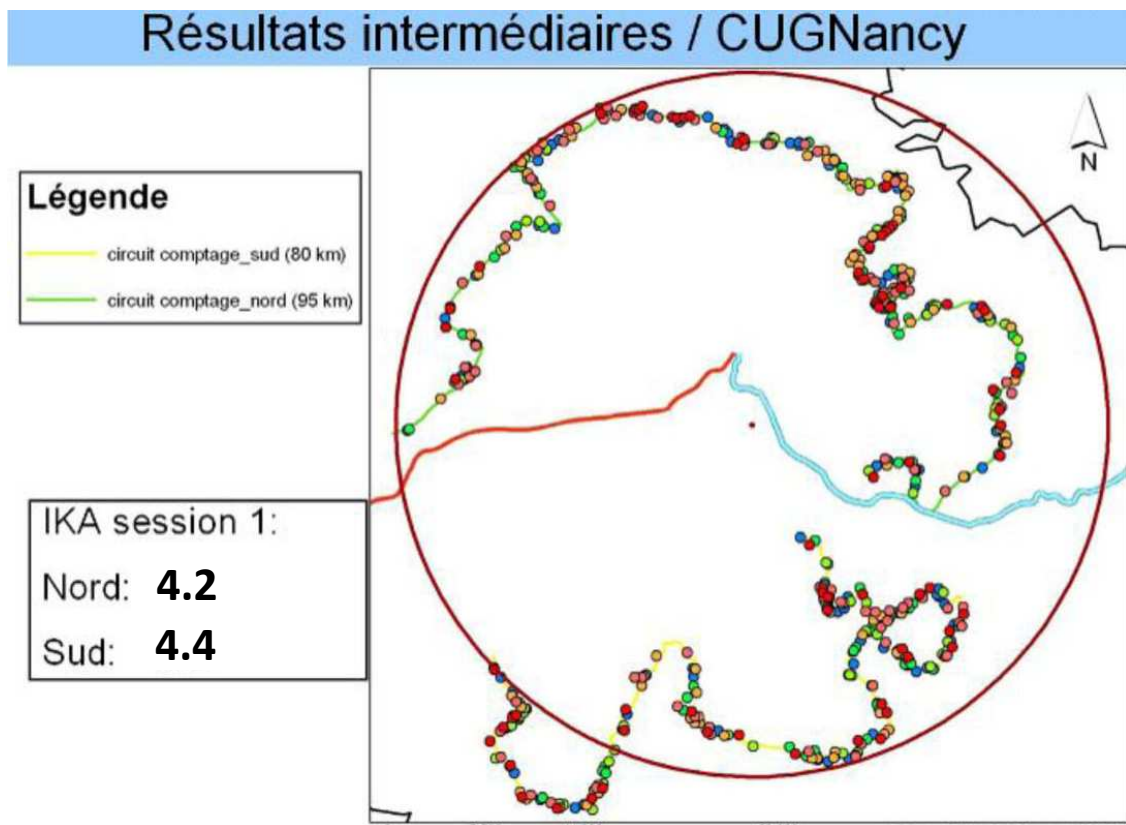 Résultats intermédiaires / CUGNancy
N
Légende
circuit comptage_sud (80 km)
circuit comptage_nord (95 km)
IKA session 1:
Nord: 4.2
Sud: 4.4